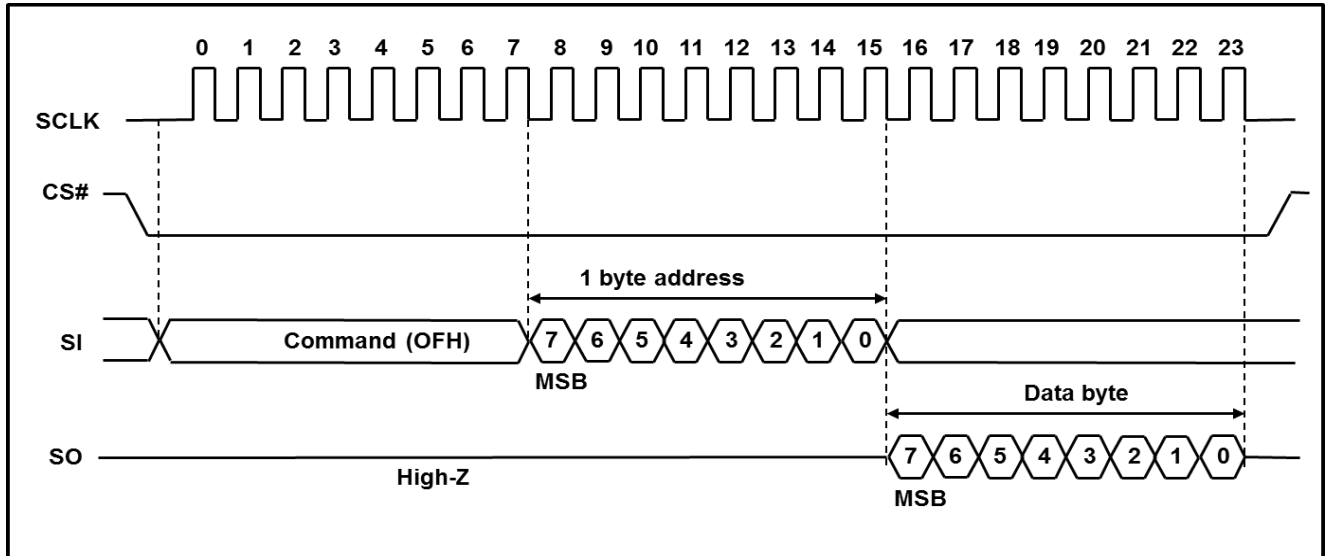 0 1 2 3 4 5 6 7 8 9 10 11 12 13 14 15 16 17 18 19 20 21 22 23
SCLK
CS#
1 byte address
SI Command (OFH) 7 6 5 4 3 2 1 0
MSB
Data byte
SO 7 6 5 4 3 2 1 0
High-Z
MSB